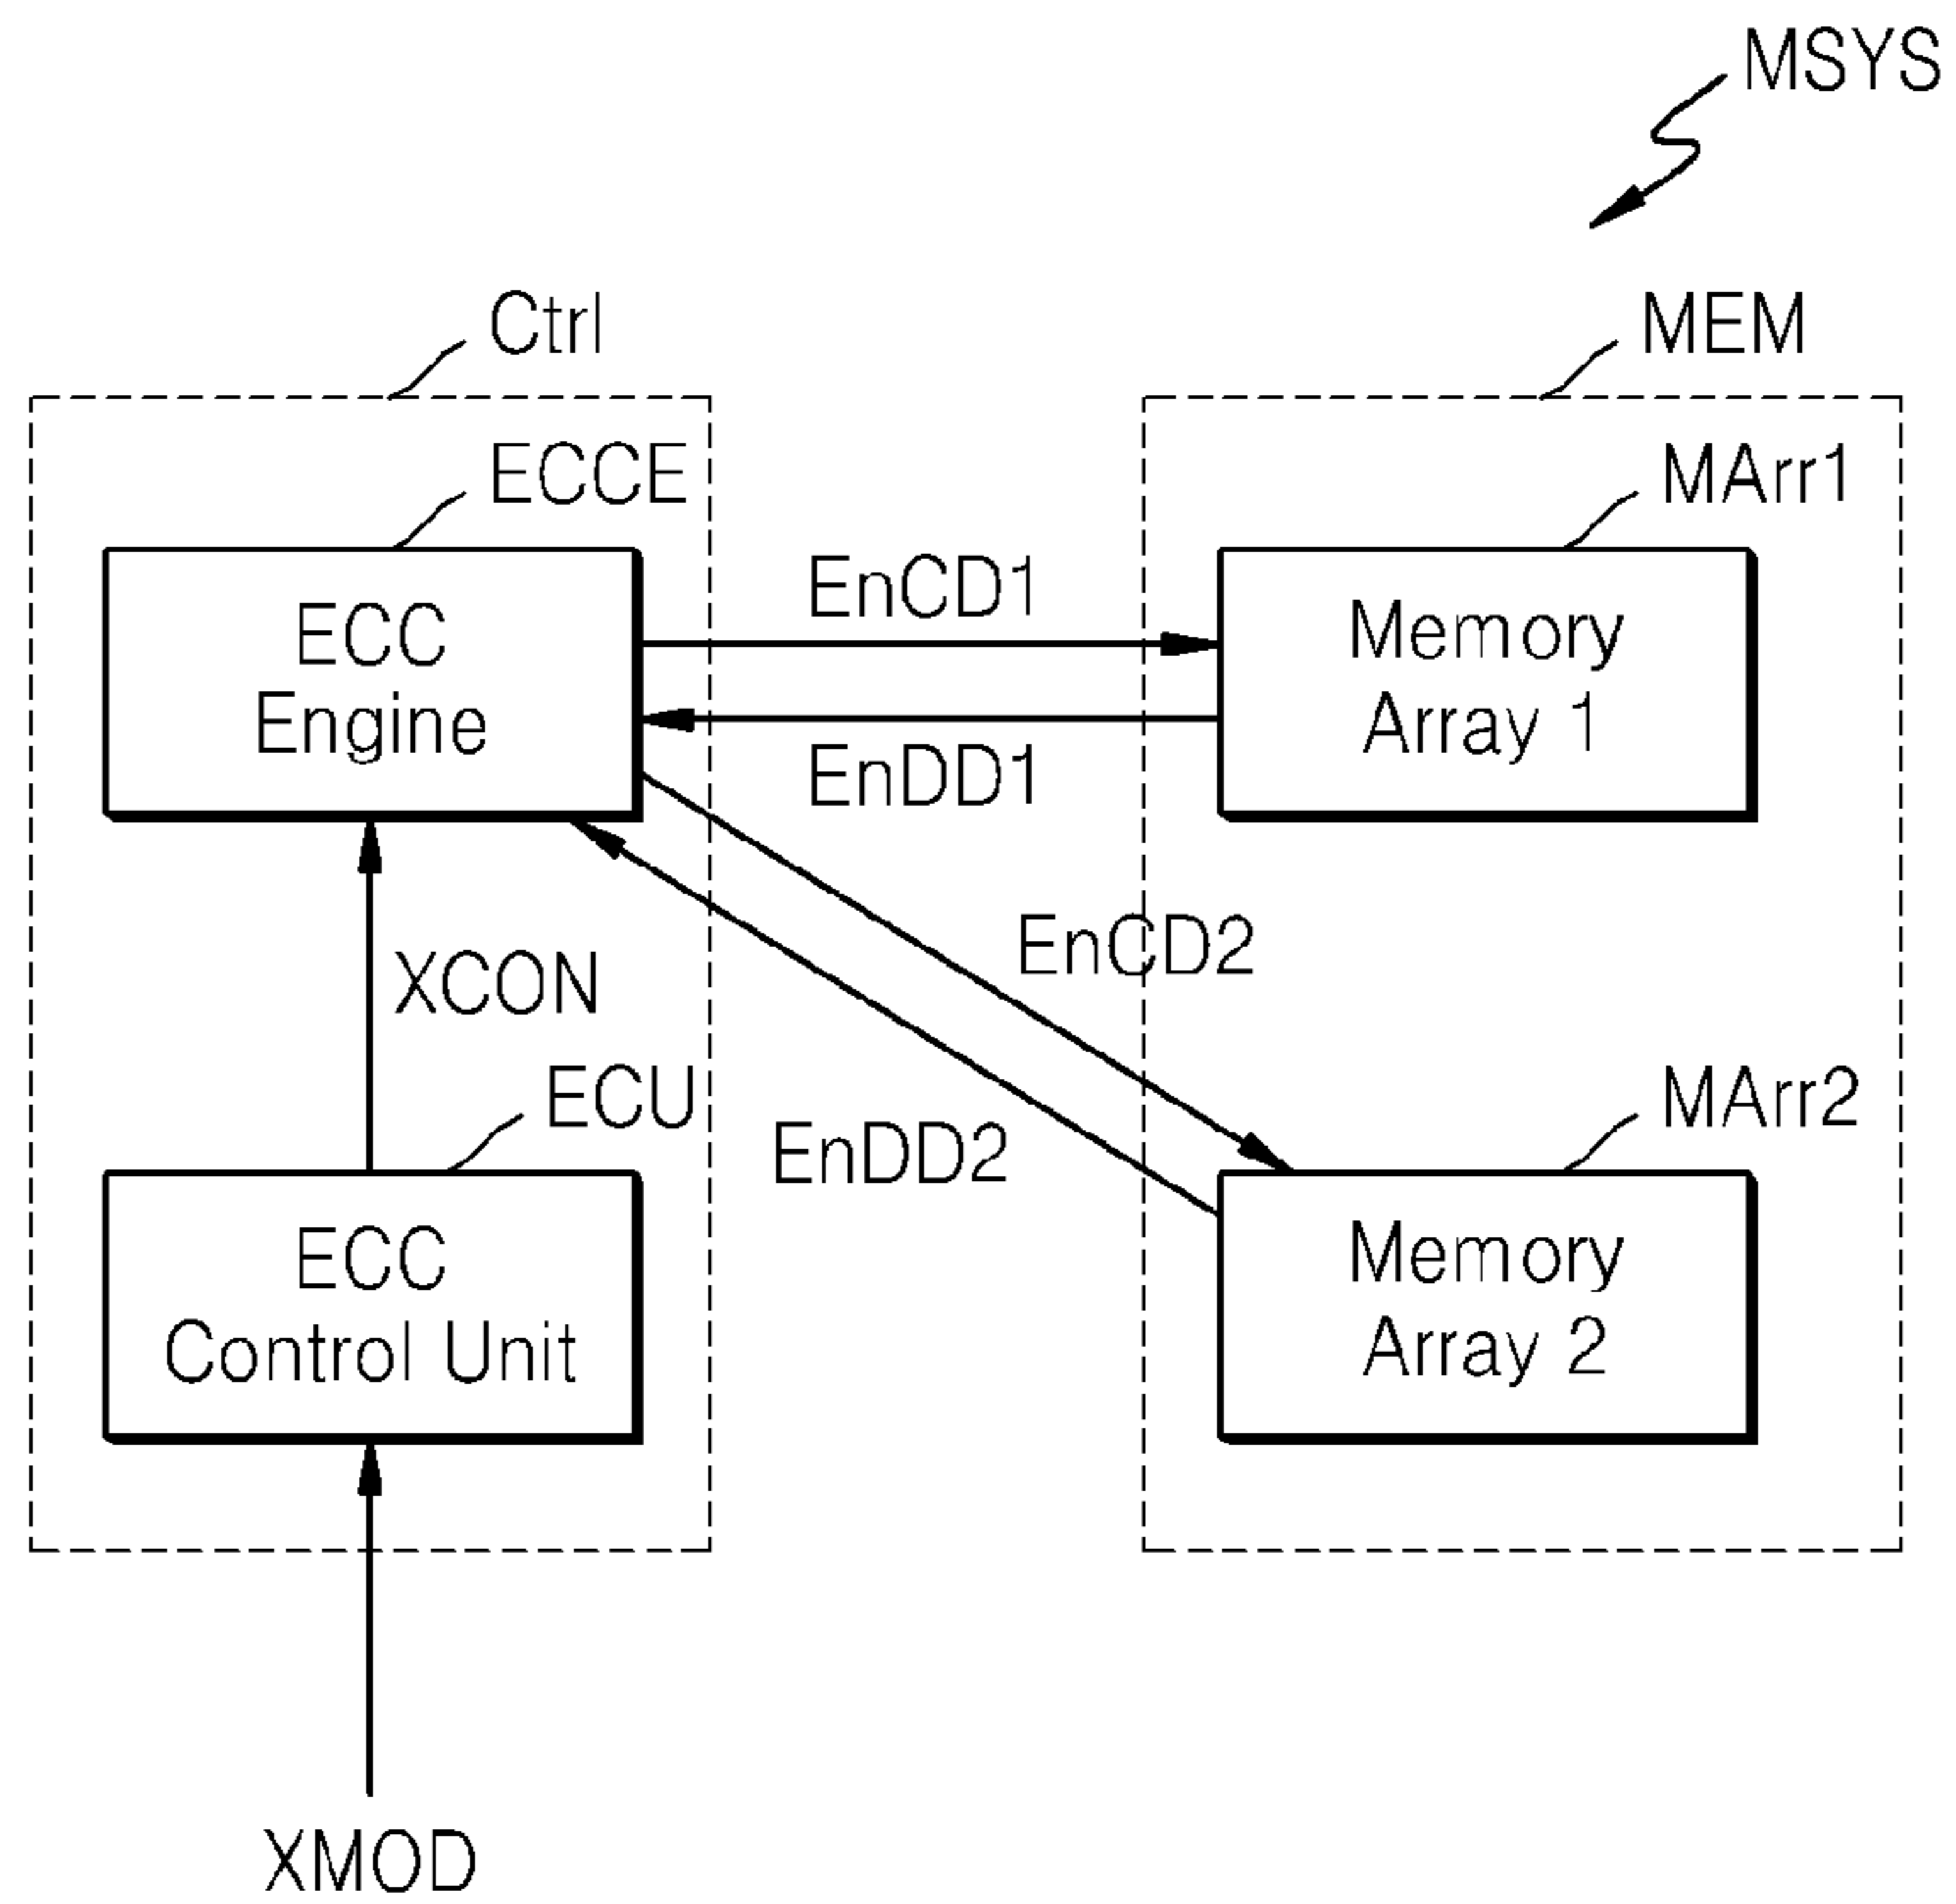 MSYS
Ctrl
MEM
ECCE
MArr1
ECC
Engine
EnCD1
EnDD1
Memory
Array 1
XCON
EnCD2
EnDD2
ECU
MArr2
ECC
Control Unit
Memory
Array 2
XMOD